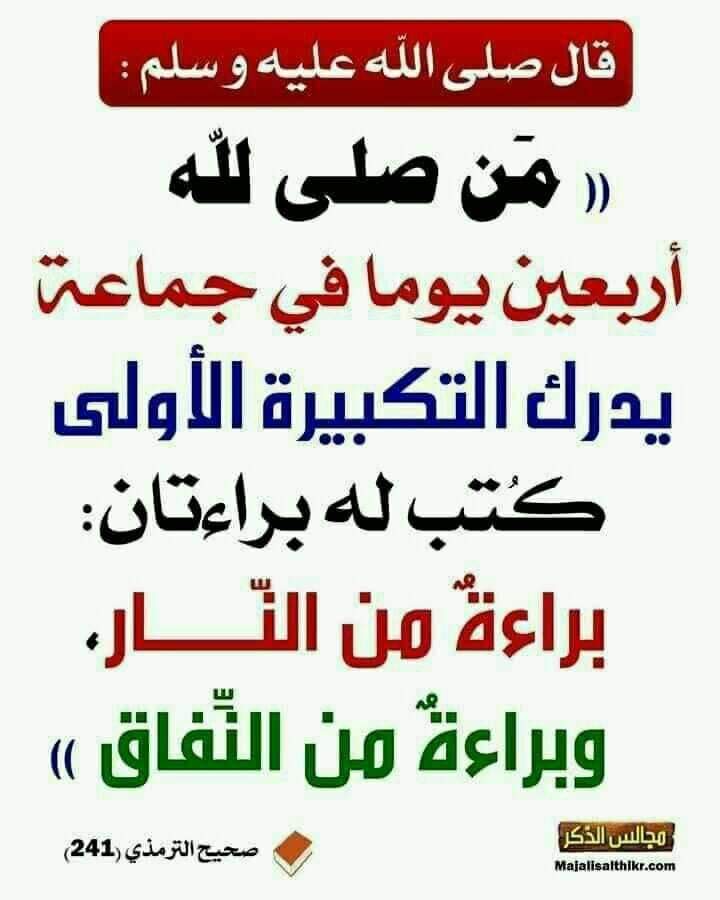 قال صلى الله عليه و سلم :
(( مَن صلى لله
أربعين يوما في جماعة
يدرك التكبيرة الأولى
كُتب له براءتان:
براءةٌ من النّـــار،
وبراءةٌ من النِّفاق ))
صحيح الترمذي (241)
مجالس الذكر
Majalisalthikr.com